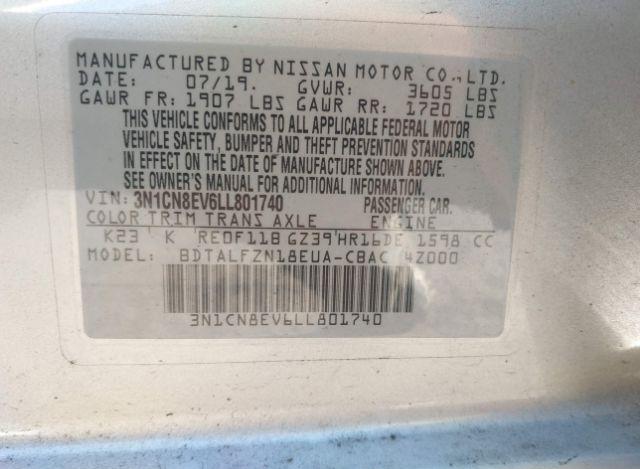 MANUFACTURED BY NISSAN MOTOR CO., LTD.
DATE: 07/19. GVWR: 3605 LBS
GAWR FR: 1907 LBS GAWR RR: 1720 LBS
THIS VEHICLE CONFORMS TO ALL APPLICABLE FEDERAL MOTOR
VEHICLE SAFETY, BUMPER AND THEFT PREVENTION STANDARDS
IN EFFECT ON THE DATE OF MANUFACTURE SHOWN ABOVE.
SEE OWNER'S MANUAL FOR ADDITIONAL INFORMATION.
VIN: 3N1CN8EV6LL801740 PASSENGER CAR.
COLOR TRIM TRANS AXLE ENGINE
K23 K RE0F11B GZ39 HR16DE 1598 CC
MODEL: BDTALFZN18EUA-CBAC 4Z000
3N1CN8EV6LL801740